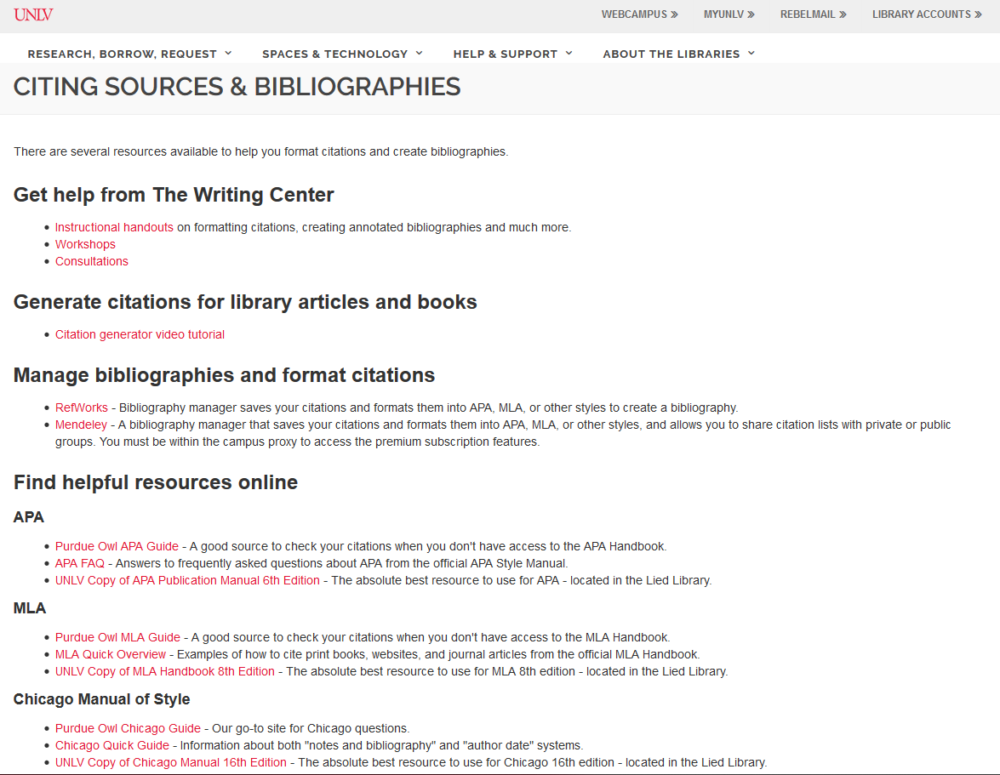 UNLV
WEBCAMPUS »
MYUNLV »
REBELMAIL »
LIBRARY ACCOUNTS »
RESEARCH, BORROW, REQUEST
SPACES & TECHNOLOGY
HELP & SUPPORT
ABOUT THE LIBRARIES
CITING SOURCES & BIBLIOGRAPHIES
There are several resources available to help you format citations and create bibliographies.
Get help from The Writing Center
• Instructional handouts on formatting citations, creating annotated bibliographies and much more.
• Workshops
• Consultations
Generate citations for library articles and books
• Citation generator video tutorial
Manage bibliographies and format citations
• RefWorks - Bibliography manager saves your citations and formats them into APA, MLA, or other styles to create a bibliography.
• Mendeley - A bibliography manager that saves your citations and formats them into APA, MLA, or other styles, and allows you to share citation lists with private or public
groups. You must be within the campus proxy to access the premium subscription features.
Find helpful resources online
APA
• Purdue Owl APA Guide - A good source to check your citations when you don't have access to the APA Handbook.
• APA FAQ - Answers to frequently asked questions about APA from the official APA Style Manual.
• UNLV Copy of APA Publication Manual 6th Edition - The absolute best resource to use for APA - located in the Lied Library.
MLA
• Purdue Owl MLA Guide - A good source to check your citations when you don't have access to the MLA Handbook.
• MLA Quick Overview - Examples of how to cite print books, websites, and journal articles from the official MLA Handbook.
• UNLV Copy of MLA Handbook 8th Edition - The absolute best resource to use for MLA 8th edition - located in the Lied Library.
Chicago Manual of Style
• Purdue Owl Chicago Guide - Our go-to site for Chicago questions.
• Chicago Quick Guide - Information about both "notes and bibliography" and "author date" systems.
• UNLV Copy of Chicago Manual 16th Edition - The absolute best resource to use for Chicago 16th edition - located in the Lied Library.